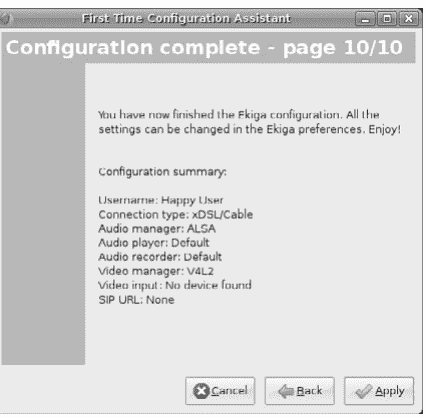 First Time Configuration Assistant
Configuration complete - page 10/10
You have now finished the Ekiga configuration. All the
settings can be changed in the Ekiga preferences. Enjoy!
Configuration summary:
Username: Happy User
Connection type: xDSL/Cable
Audio manager: ALSA
Audio player: Default
Audio recorder: Default
Video manager: V4L2
Video input: No device found
SIP URL: None
Cancel Back Apply